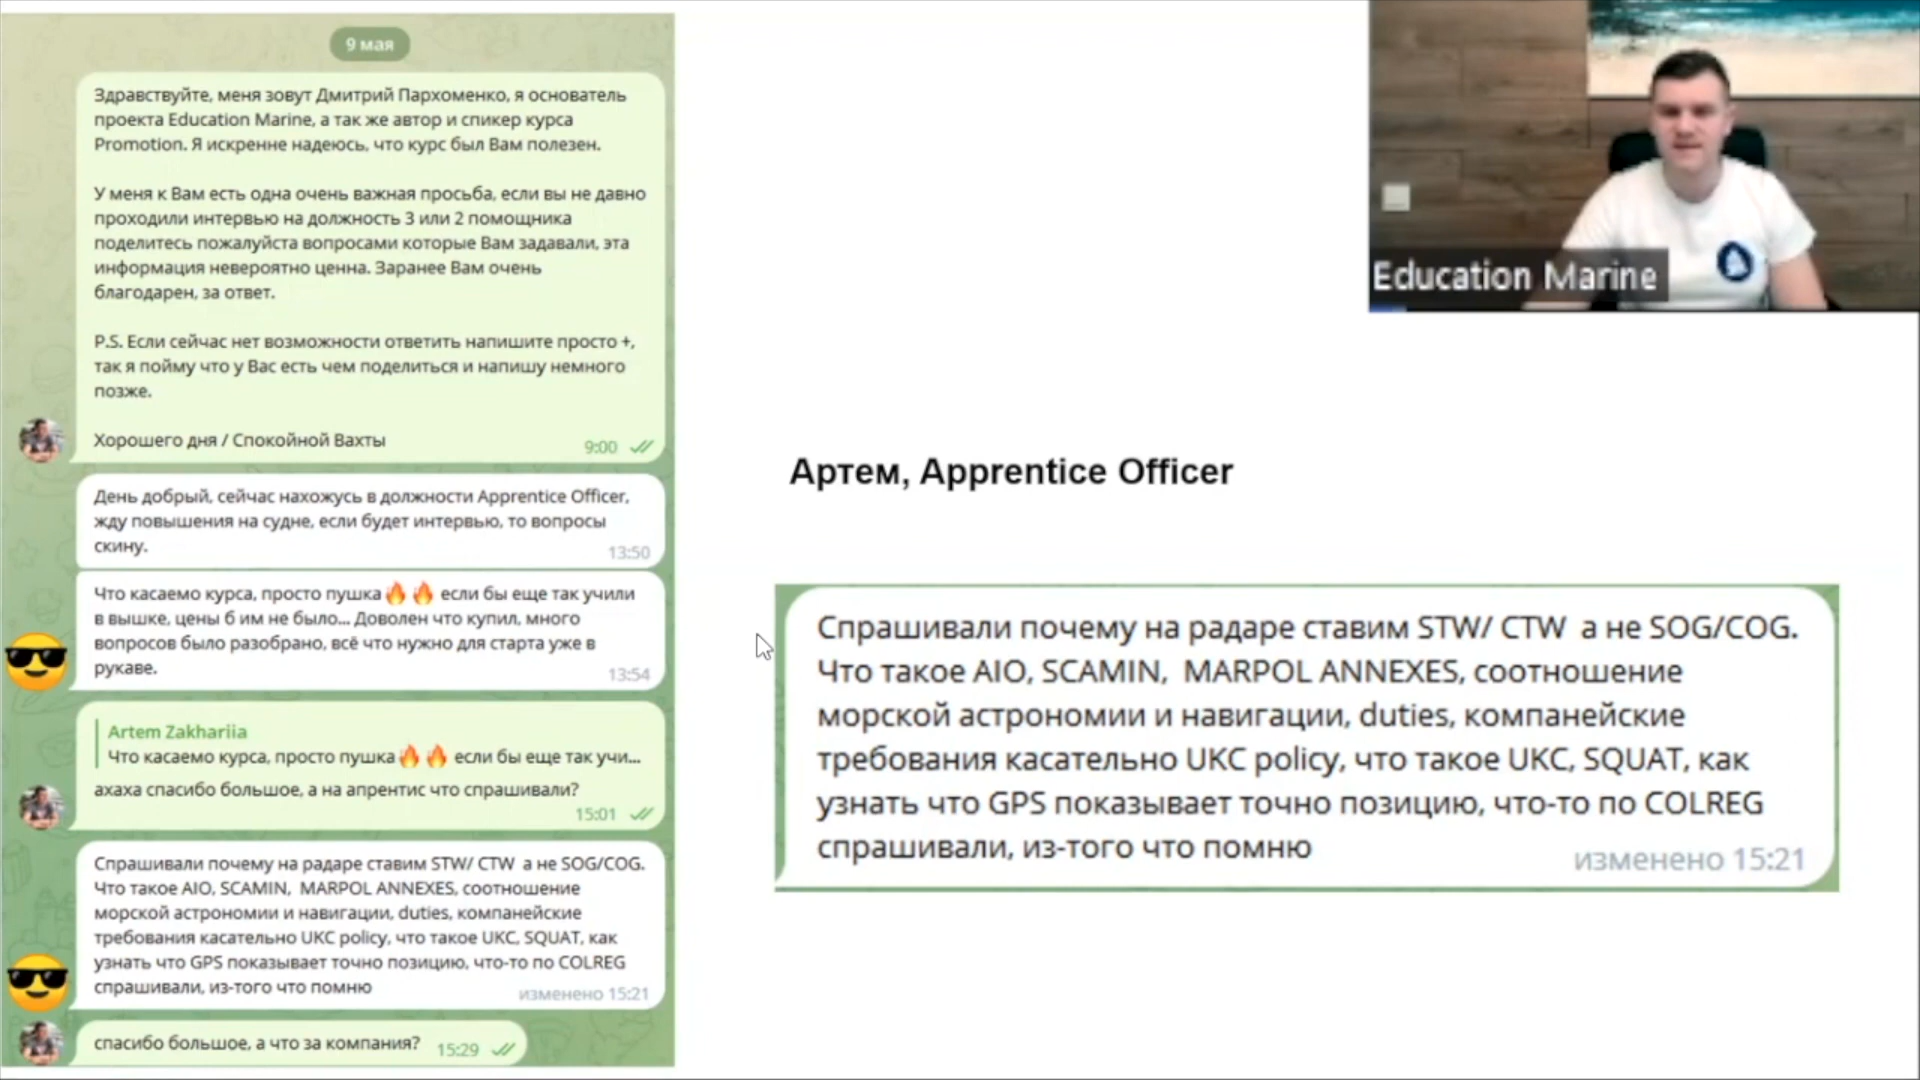 9 мая
Здравствуйте, меня зовут Дмитрий Пархоменко, я основатель
проекта Education Marine, а так же автор и спикер курса
Promotion. Я искренне надеюсь, что курс был Вам полезен.
У меня к Вам есть одна очень важная просьба, если вы не давно
проходили интервью на должность 3 или 2 помощника
поделитесь пожалуйста вопросами которые Вам задавали, эта
информация невероятно ценна. Заранее Вам очень
благодарен, за ответ.
P.S. Если сейчас нет возможности ответить напишите просто +,
так я пойму что у Вас есть чем поделиться и напишу немного
позже.
Хорошего дня / Спокойной Вахты
9:00
День добрый, сейчас нахожусь в должности Apprentice Officer,
жду повышения на судне, если будет интервью, то вопросы
скину.
13:50
Что касаемо курса, просто пушка🔥🔥 если бы еще так учили
в вышке, цены б им не было... Доволен что купил, много
вопросов было разобрано, всё что нужно для старта уже в
рукаве.
13:54
Artem Zakhariia
Что касаемо курса, просто пушка🔥🔥 если бы еще так учи...
ахаха спасибо большое, а на апрентис что спрашивали?
15:01
Спрашивали почему на радаре ставим STW/ CTW а не SOG/COG.
Что такое AIO, SCAMIN, MARPOL ANNEXES, соотношение
морской астрономии и навигации, duties, компанейские
требования касательно UKC policy, что такое UKC, SQUAT, как
узнать что GPS показывает точно позицию, что-то по COLREG
спрашивали, из-того что помню
изменено 15:21
спасибо большое, а что за компания?
15:29
Education Marine
Артем, Apprentice Officer
Спрашивали почему на радаре ставим STW/ CTW а не SOG/COG.
Что такое AIO, SCAMIN, MARPOL ANNEXES, соотношение
морской астрономии и навигации, duties, компанейские
требования касательно UKC policy, что такое UKC, SQUAT, как
узнать что GPS показывает точно позицию, что-то по COLREG
спрашивали, из-того что помню
изменено 15:21